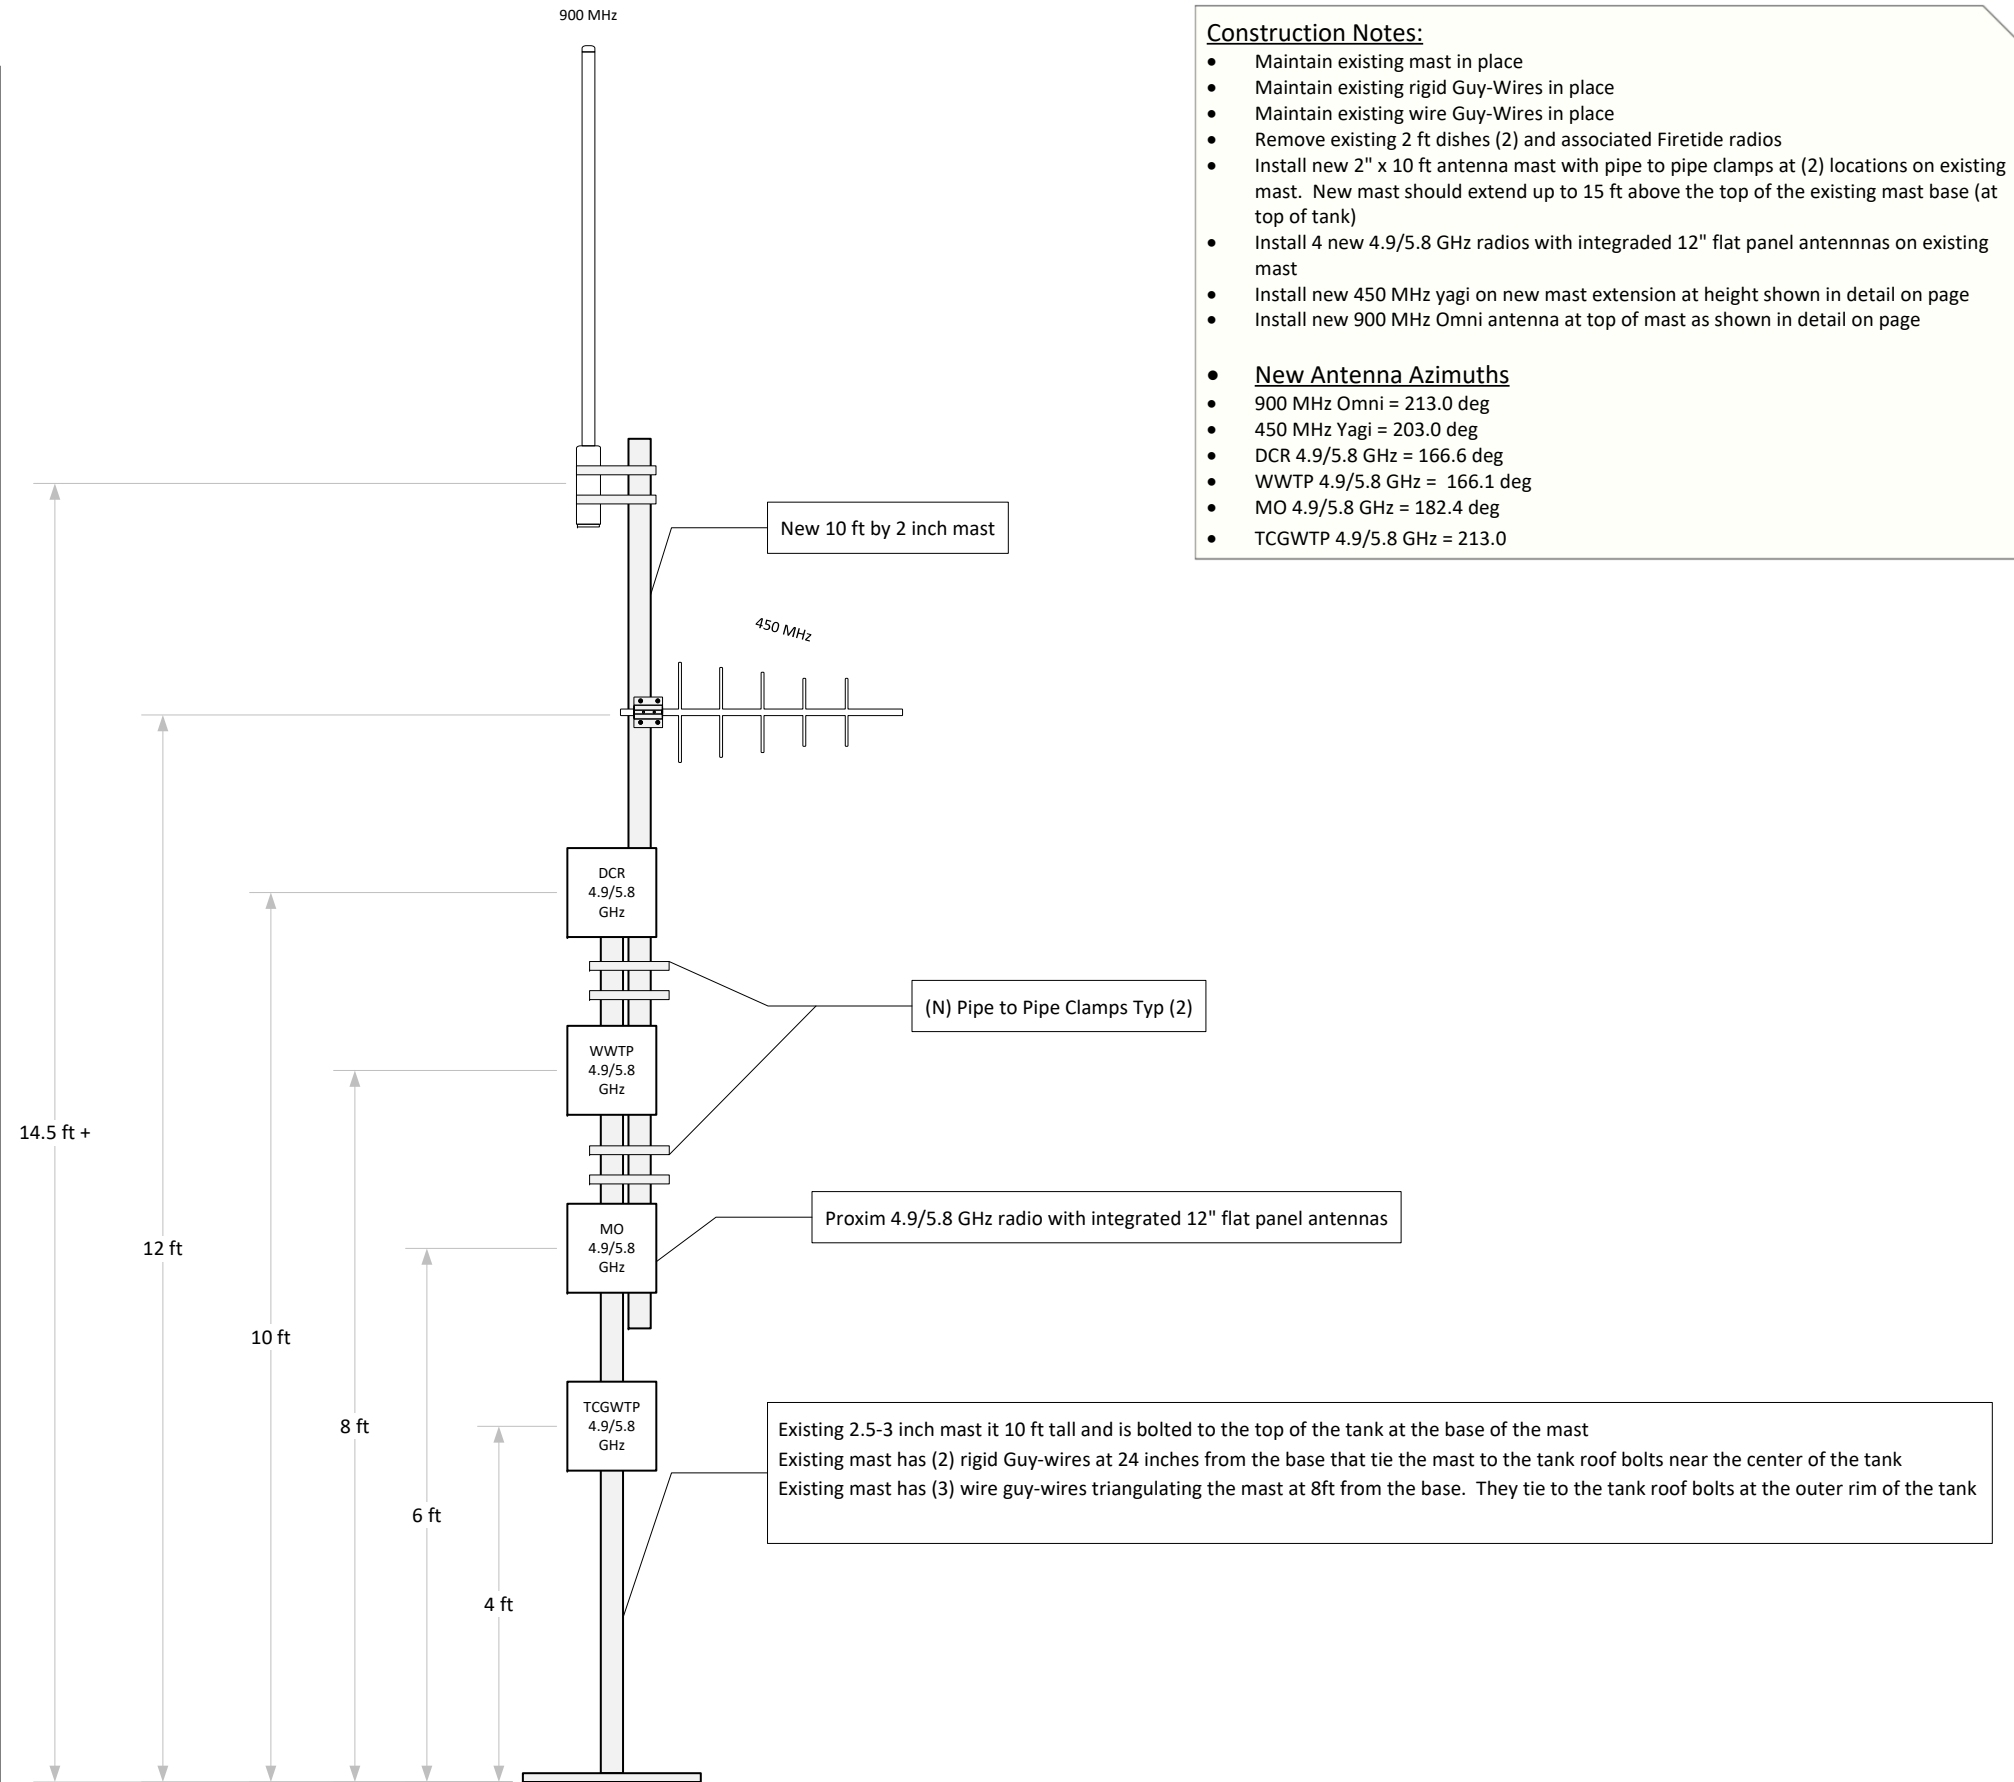 900 MHz
Construction Notes:
• Maintain existing mast in place
• Maintain existing rigid Guy-Wires in place
• Maintain existing wire Guy-Wires in place
• Remove existing 2 ft dishes (2) and associated Firetide radios
• Install new 2" x 10 ft antenna mast with pipe to pipe clamps at (2) locations on existing
mast. New mast should extend up to 15 ft above the top of the existing mast base (at
top of tank)
• Install 4 new 4.9/5.8 GHz radios with integraded 12" flat panel antennnas on existing
mast
• Install new 450 MHz yagi on new mast extension at height shown in detail on page
• Install new 900 MHz Omni antenna at top of mast as shown in detail on page
• New Antenna Azimuths
• 900 MHz Omni = 213.0 deg
• 450 MHz Yagi = 203.0 deg
• DCR 4.9/5.8 GHz = 166.6 deg
• WWTP 4.9/5.8 GHz = 166.1 deg
• MO 4.9/5.8 GHz = 182.4 deg
• TCGWTP 4.9/5.8 GHz = 213.0
New 10 ft by 2 inch mast
450 MHz
DCR
4.9/5.8
GHz
(N) Pipe to Pipe Clamps Typ (2)
WWTP
4.9/5.8
GHz
14.5 ft +
Proxim 4.9/5.8 GHz radio with integrated 12" flat panel antennas
MO
4.9/5.8
GHz
12 ft
10 ft
TCGWTP
4.9/5.8
GHz
8 ft
Existing 2.5-3 inch mast it 10 ft tall and is bolted to the top of the tank at the base of the mast
Existing mast has (2) rigid Guy-wires at 24 inches from the base that tie the mast to the tank roof bolts near the center of the tank
Existing mast has (3) wire guy-wires triangulating the mast at 8ft from the base. They tie to the tank roof bolts at the outer rim of the tank
6 ft
4 ft